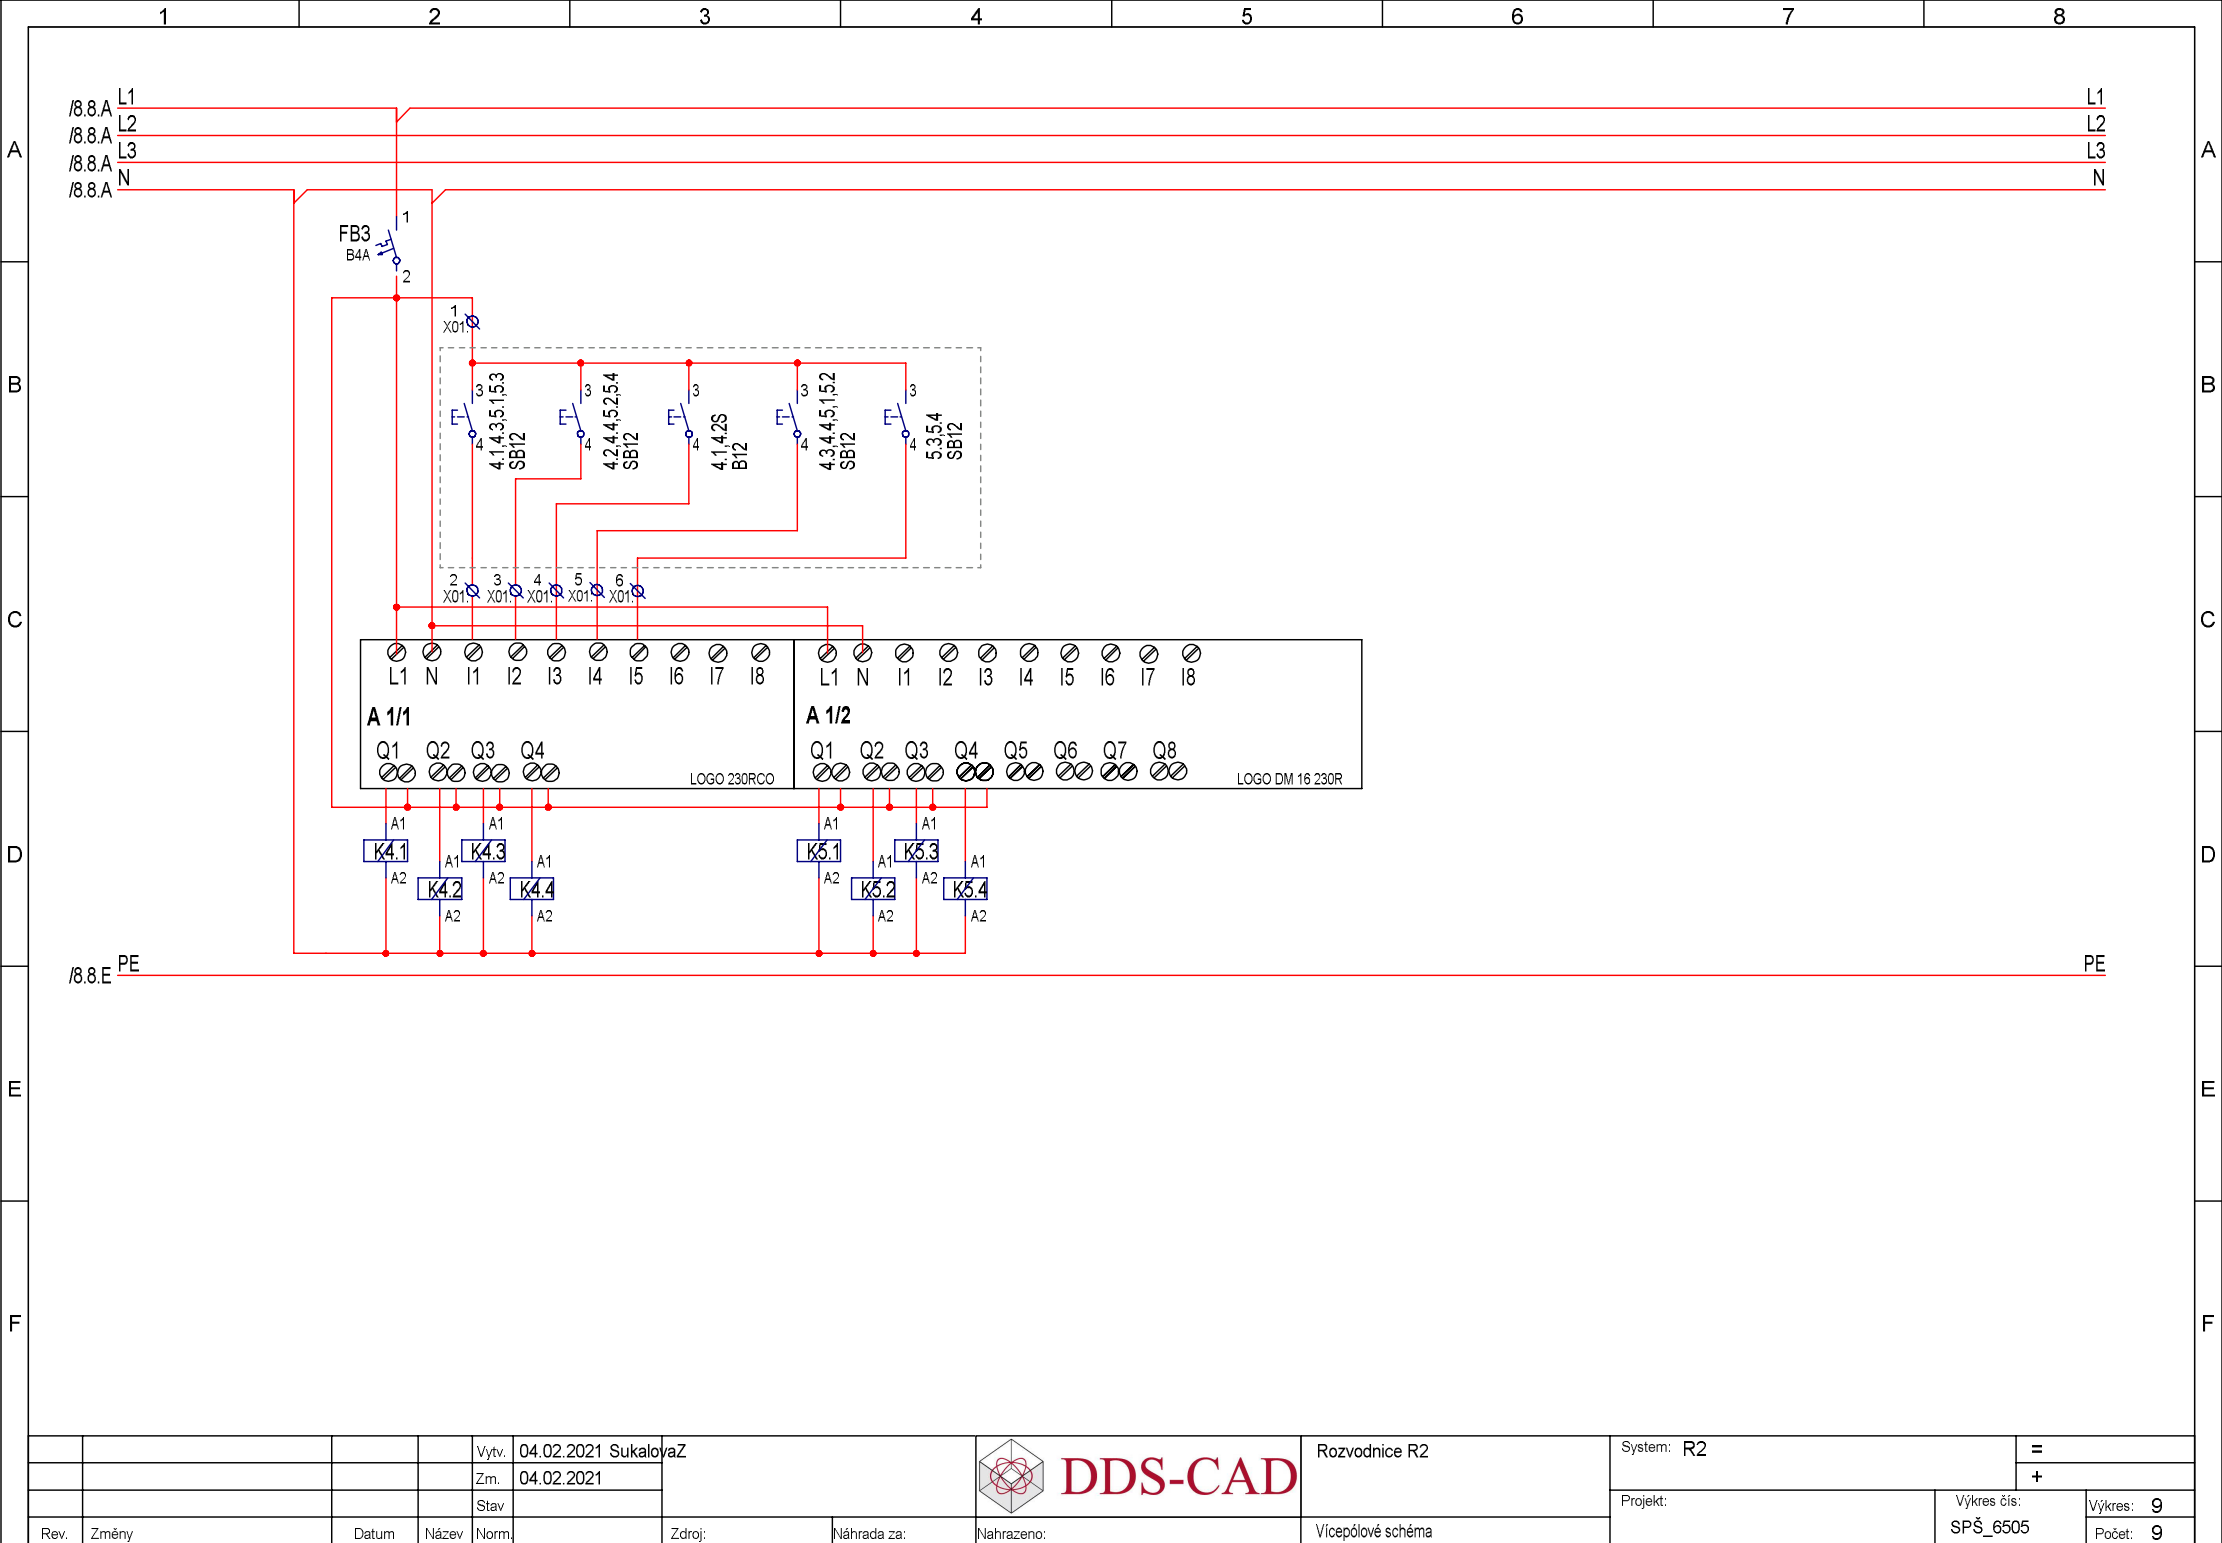 1 2 3 4 5 6 7 8
/8.8.A L1 L1
/8.8.A L2 L2
A A
/8.8.A L3 L3
/8.8.A N N
1
FB3
B4A
2
1
X01.
B B
3 3 3 3 3
4 4 4 4 4
4.1,4.3,5.1,5.3
SB12
4.2,4.4,5.2,5.4
SB12
4.1,4.2S
B12
4.3,4.4,5,1,5.2
SB12
5.3,5.4
SB12
2 3 4 5 6
X01. X01. X01. X01. X01.
C C
L1 N I1 I2 I3 I4 I5 I6 I7 I8 L1 N I1 I2 I3 I4 I5 I6 I7 I8
A 1/1 A 1/2
Q1 Q2 Q3 Q4 Q1 Q2 Q3 Q4 Q5 Q6 Q7 Q8
LOGO 230RCO LOGO DM 16 230R
A1 A1 A1 A1
K4.1 K4.3 K5.1 K5.3
D D
A1 A1 A1 A1
A2 A2 A2 A2
K4.2 K4.4 K5.2 K5.4
A2 A2 A2 A2
/8.8.E PE PE
E E
F F
Vytv. 04.02.2021 SukalovaZ
Zm. 04.02.2021
Stav
Rev. Změny Datum Název Norm. Zdroj: Náhrada za: Nahrazeno:
DDS-CAD
Rozvodnice R2
Vícepólové schéma
System: R2
=
+
Projekt:
Výkres čís:
SPŠ_6505
Výkres: 9
Počet: 9